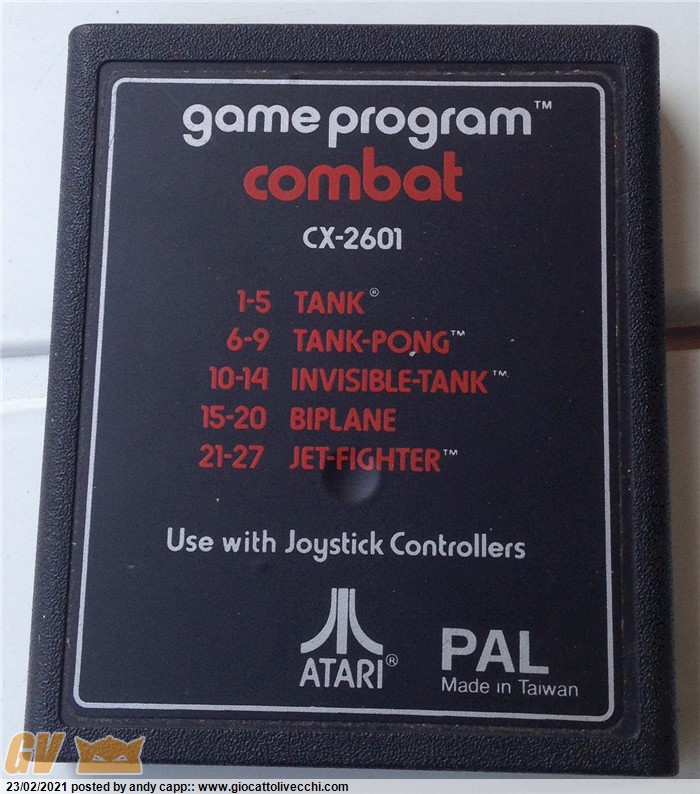 game program™
combat
CX-2601
1-5 TANK®
6-9 TANK-PONG™
10-14 INVISIBLE-TANK™
15-20 BIPLANE
21-27 JET-FIGHTER™
Use with Joystick Controllers
ATARI®
PAL
Made in Taiwan
GV
23/02/2021 posted by andy capp:: www.giocattolivecchi.com